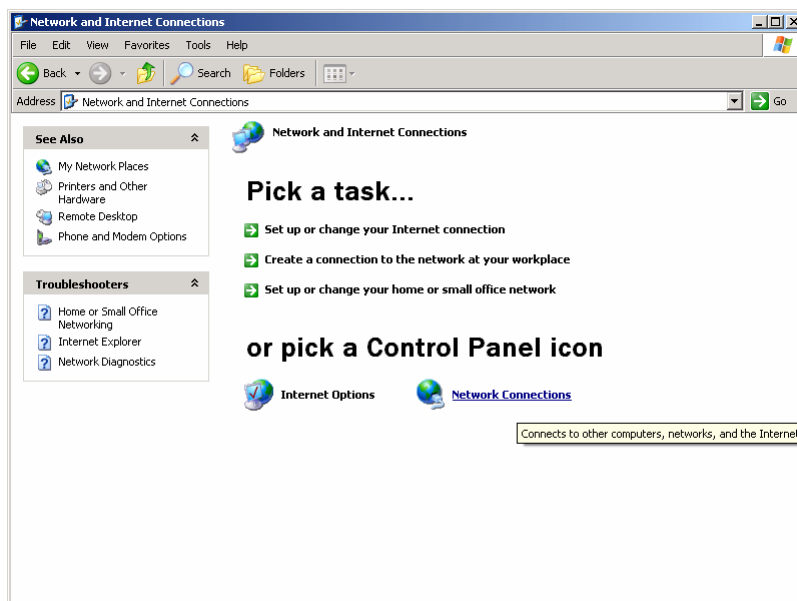 Network and Internet Connections
File Edit View Favorites Tools Help
Back Search Folders
Address Network and Internet Connections Go
See Also
My Network Places
Printers and Other
Hardware
Remote Desktop
Phone and Modem Options
Troubleshooters
Home or Small Office
Networking
Internet Explorer
Network Diagnostics
Network and Internet Connections
Pick a task...
Set up or change your Internet connection
Create a connection to the network at your workplace
Set up or change your home or small office network
or pick a Control Panel icon
Internet Options Network Connections
Connects to other computers, networks, and the Internet